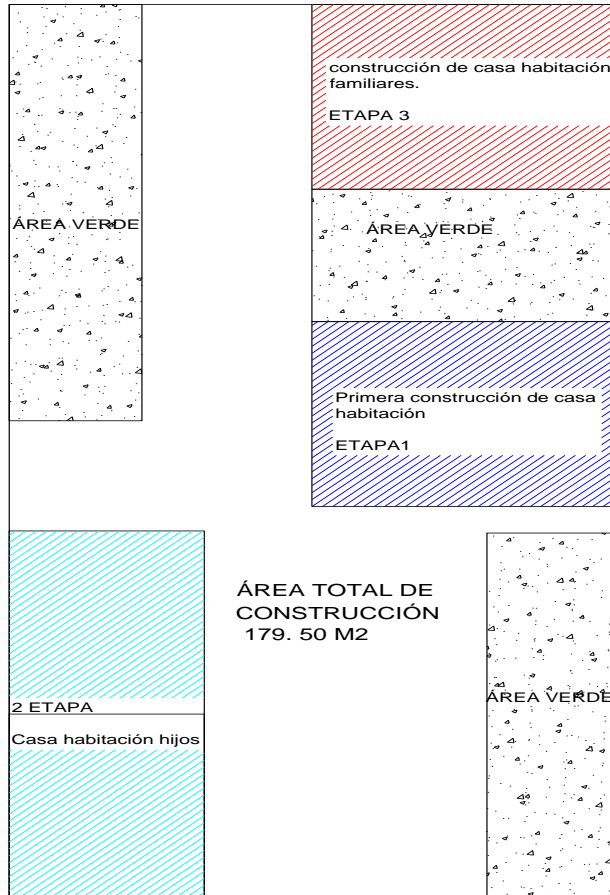 construcción de casa habitación
familiares.
ETAPA 3
ÁREA VERDE
ÁREA VERDE
Primera construcción de casa
habitación
ETAPA1
ÁREA TOTAL DE
CONSTRUCCIÓN
179. 50 M2
ÁREA VERDE
2 ETAPA
Casa habitación hijos